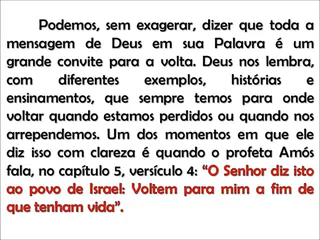 Podemos, sem exagerar, dizer que toda a
mensagem de Deus em sua Palavra é um
grande convite para a volta. Deus nos lembra,
com diferentes exemplos, histórias e
ensinamentos, que sempre temos para onde
voltar quando estamos perdidos ou quando nos
arrependemos. Um dos momentos em que ele
diz isso com clareza é quando o profeta Amós
fala, no capítulo 5, versículo 4: “O Senhor diz isto
ao povo de Israel: Voltem para mim a fim de
que tenham vida”.